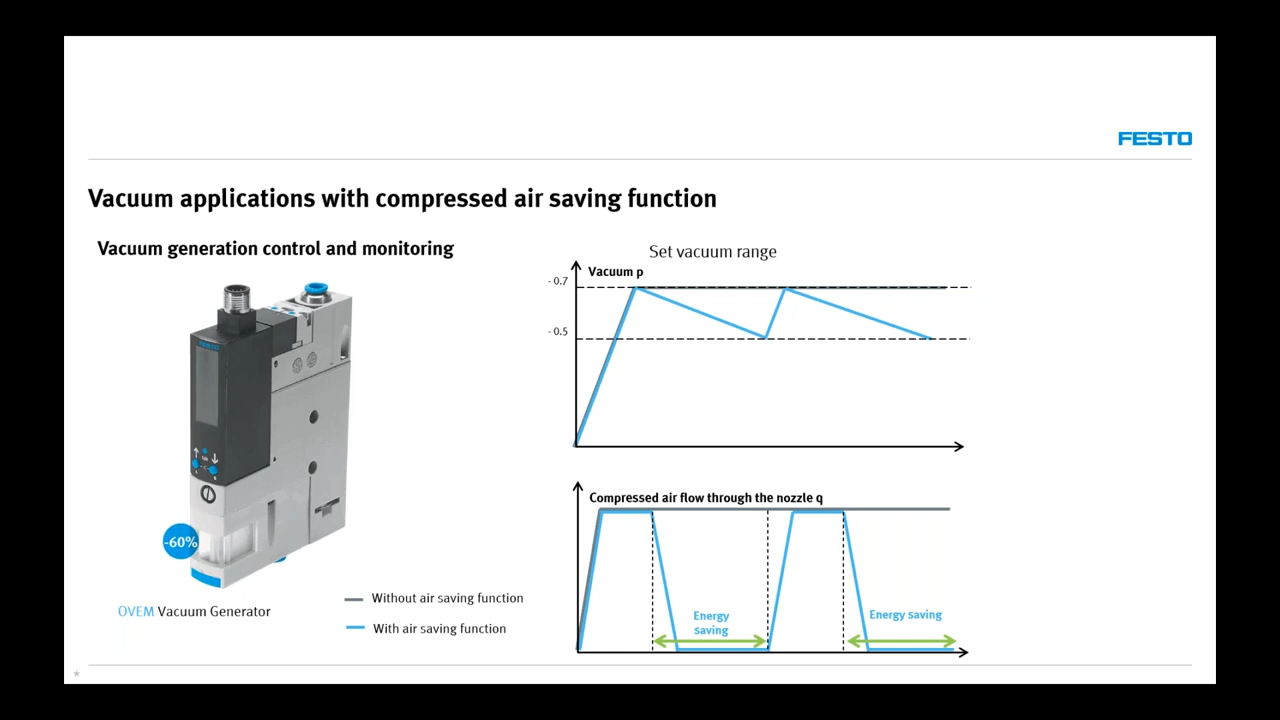 FESTO
Vacuum applications with compressed air saving function
Vacuum generation control and monitoring
Set vacuum range
Vacuum p
- 0.7
- 0.5
FESTO
-60%
OVEM Vacuum Generator
Without air saving function
With air saving function
Compressed air flow through the nozzle q
Energy
saving
Energy saving